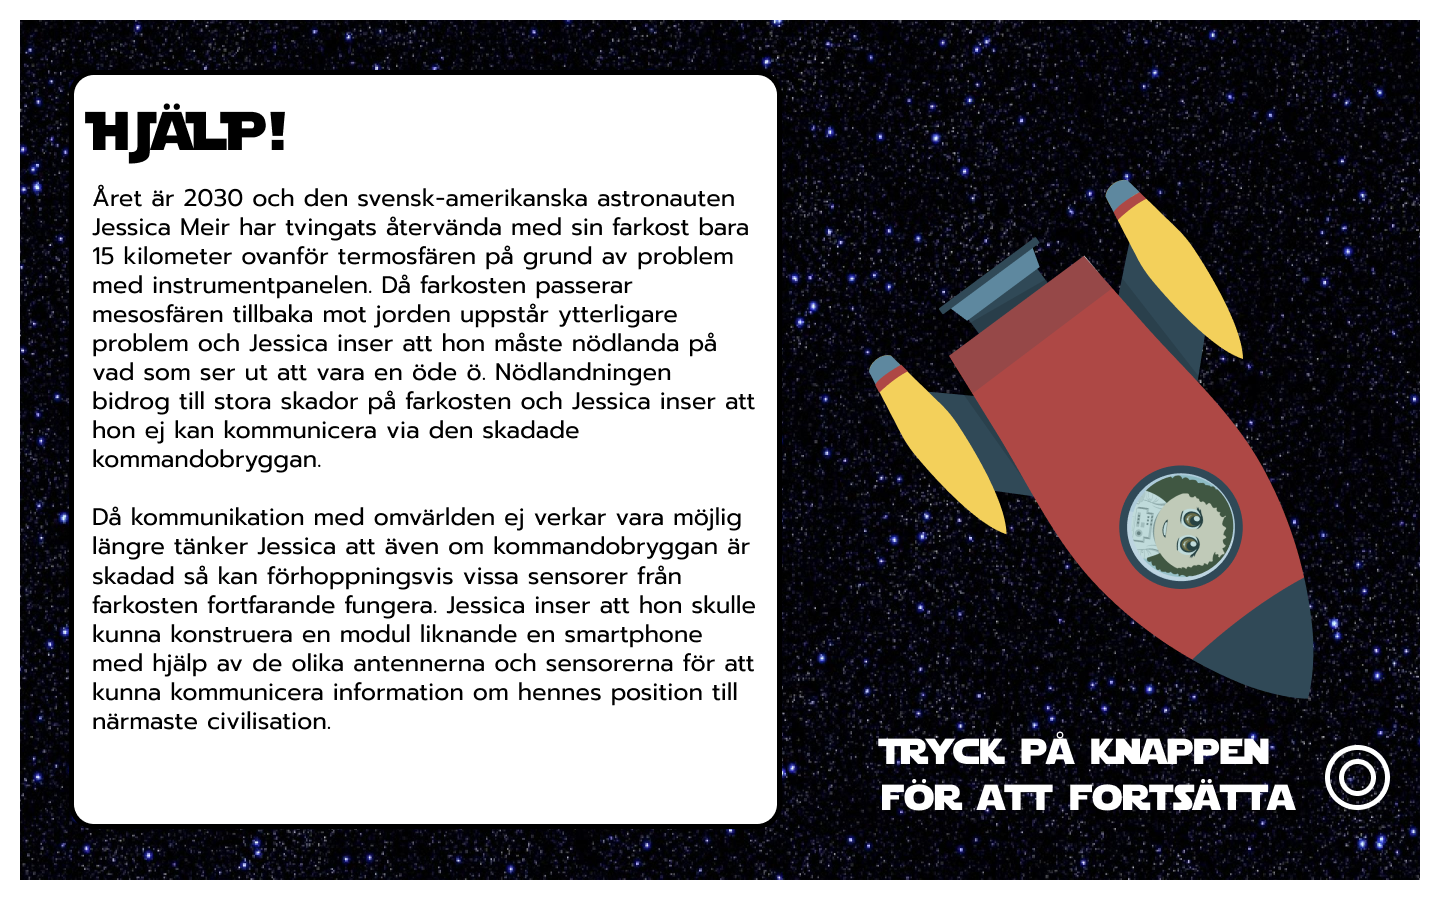 HJÄLP!
Året är 2030 och den svensk-amerikanska astronauten
Jessica Meir har tvingats återvända med sin farkost bara
15 kilometer ovanför termosfären på grund av problem
med instrumentpanelen. Då farkosten passerar
mesosfären tillbaka mot jorden uppstår ytterligare
problem och Jessica inser att hon måste nödlanda på
vad som ser ut att vara en öde ö. Nödlandningen
bidrog till stora skador på farkosten och Jessica inser att
hon ej kan kommunicera via den skadade
kommandobryggan.
Då kommunikation med omvärlden ej verkar vara möjlig
längre tänker Jessica att även om kommandobryggan är
skadad så kan förhoppningsvis vissa sensorer från
farkosten fortfarande fungera. Jessica inser att hon skulle
kunna konstruera en modul liknande en smartphone
med hjälp av de olika antennerna och sensorerna för att
kunna kommunicera information om hennes position till
närmaste civilisation.
TRYCK PÅ KNAPPEN
FÖR ATT FORTSÄTTA